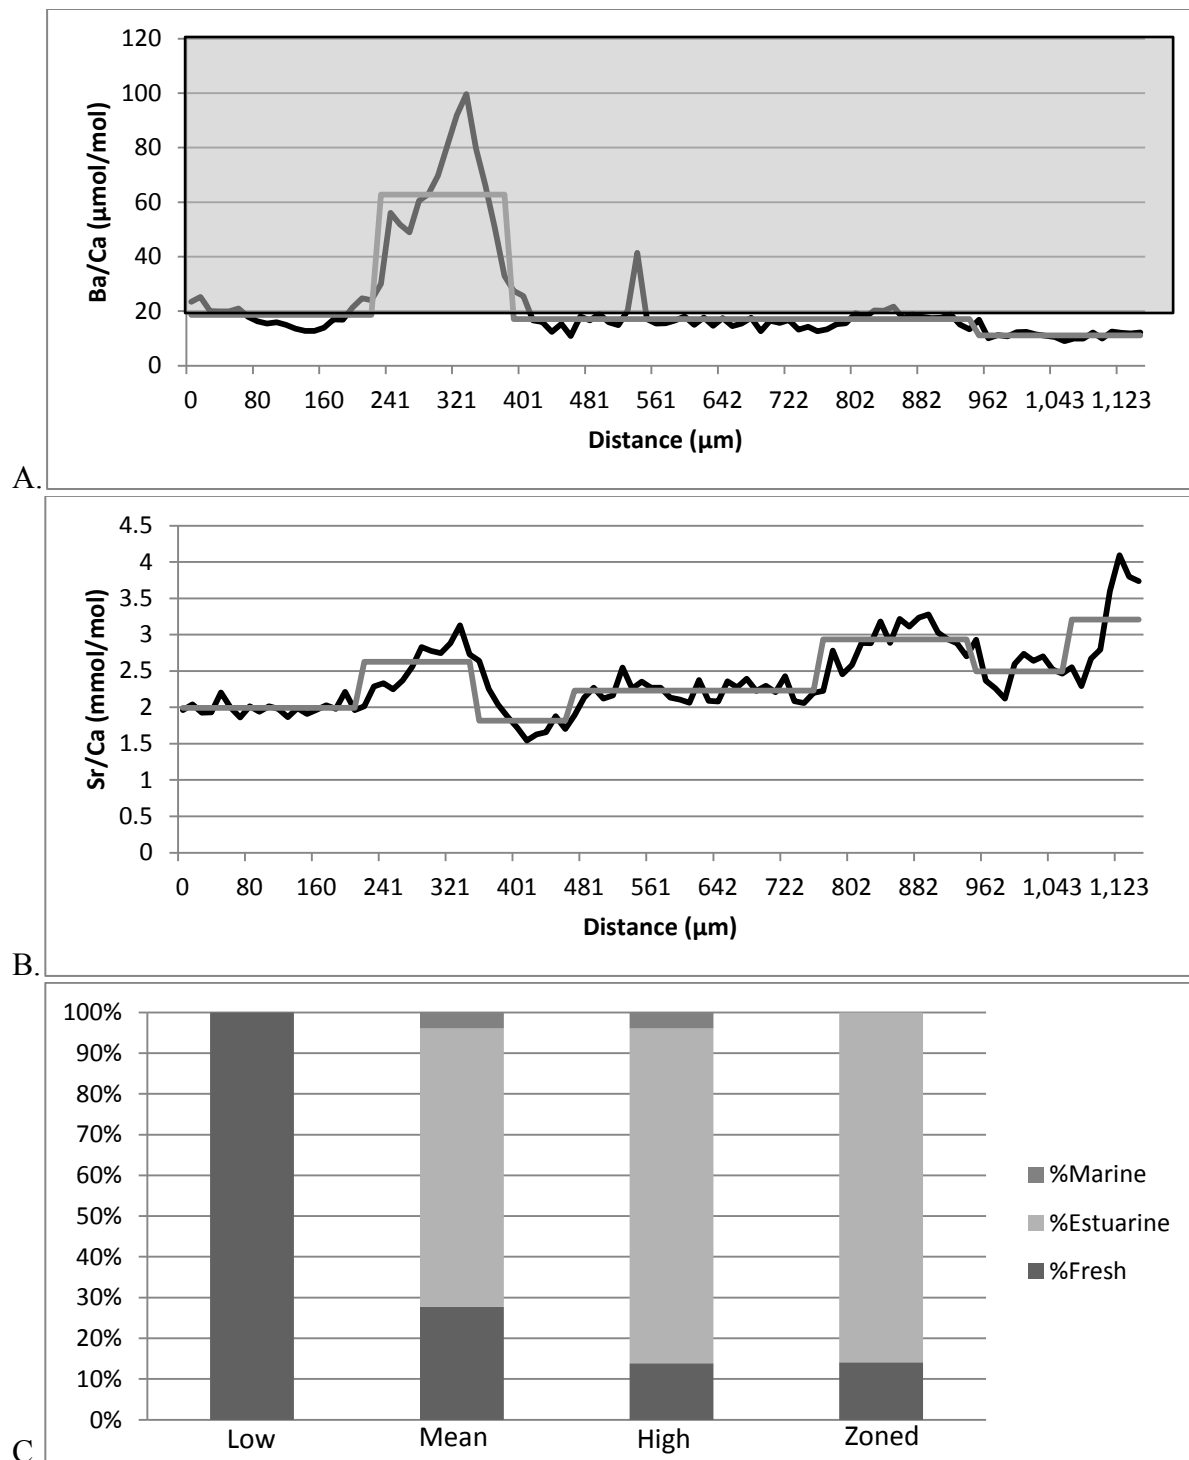 120
100
80
60
40
20
0
Ba/Ca (µmol/mol)
0 80 160 241 321 401 481 561 642 722 802 882 962 1,043 1,123
Distance (µm)
A.
4.5
4
3.5
3
2.5
2
1.5
1
0.5
0
Sr/Ca (mmol/mol)
0 80 160 241 321 401 481 561 642 722 802 882 962 1,043 1,123
Distance (µm)
B.
100%
90%
80%
70%
60%
50%
40%
30%
20%
10%
0%
Low Mean High Zoned
%Marine
%Estuarine
%Fresh
C